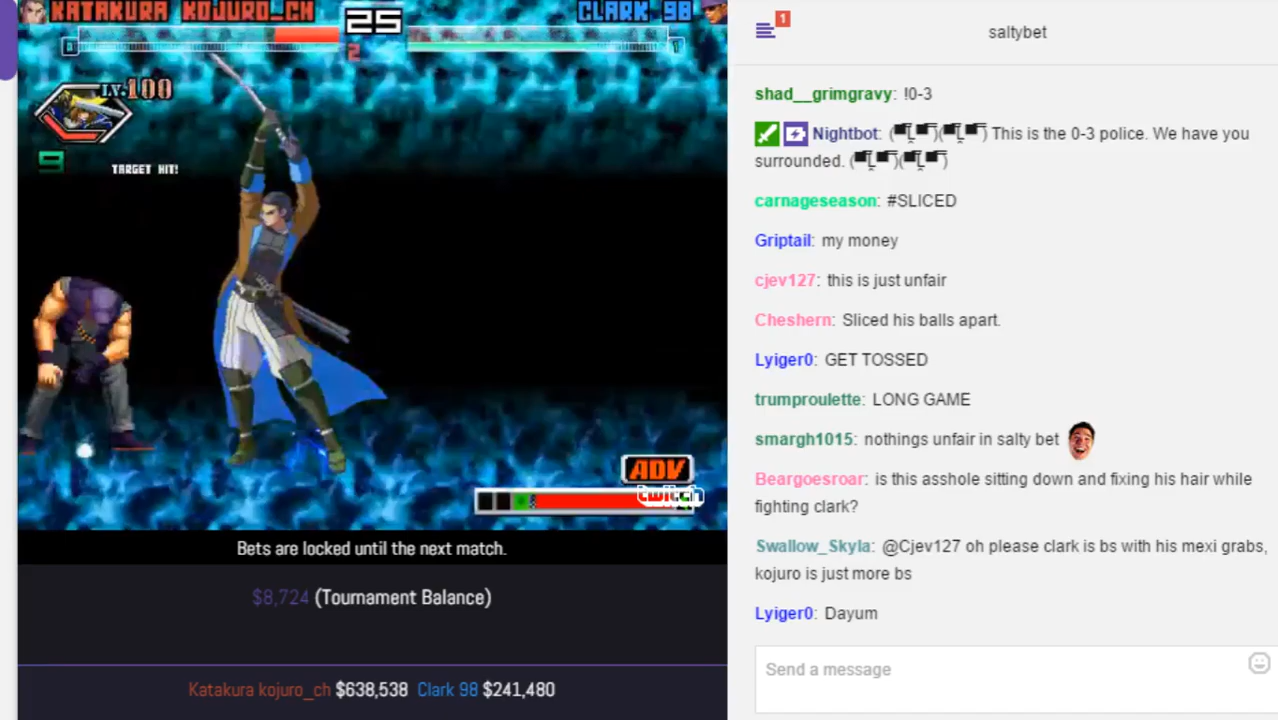 KATAKURA KOJURO_CH
25
CLARK 98
2
LV.100
9
TARGET HIT!
ADV
twitch
Bets are locked until the next match.
$8,724 (Tournament Balance)
Katakura kojuro_ch $638,538 Clark 98 $241,480
1
saltybet
shad__grimgravy: !0-3
Nightbot: (▀̿Ĺ̯▀̿ ̿)(▀̿Ĺ̯▀̿ ̿) This is the 0-3 police. We have you
surrounded. (▀̿Ĺ̯▀̿ ̿)(▀̿Ĺ̯▀̿ ̿)
carnageseason: #SLICED
Griptail: my money
cjev127: this is just unfair
Cheshern: Sliced his balls apart.
Lyiger0: GET TOSSED
trumproulette: LONG GAME
smargh1015: nothings unfair in salty bet
Beargoesroar: is this asshole sitting down and fixing his hair while
fighting clark?
Swallow_Skyla: @Cjev127 oh please clark is bs with his mexi grabs,
kojuro is just more bs
Lyiger0: Dayum
Send a message